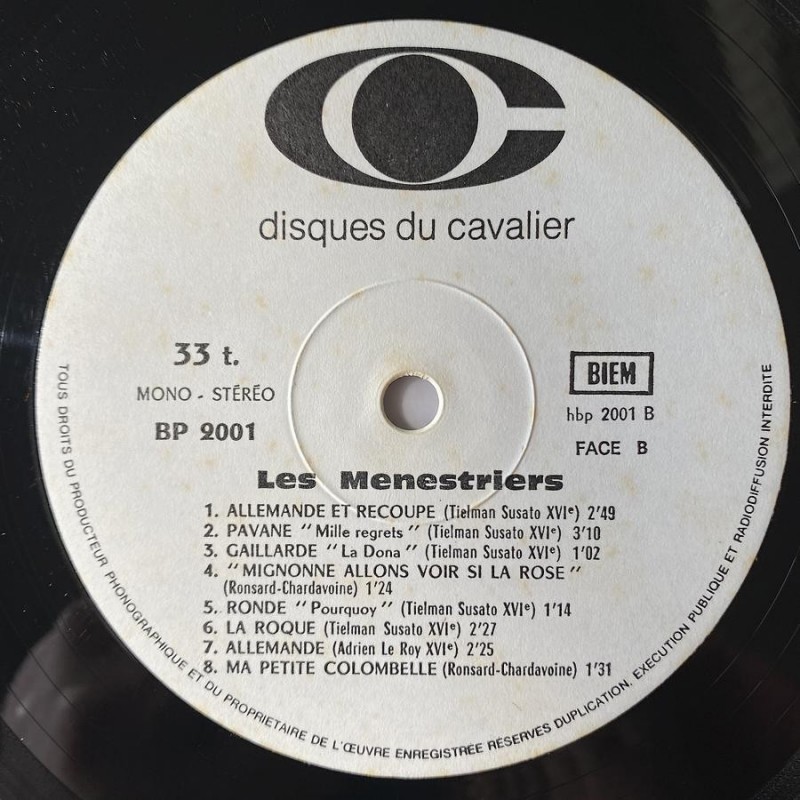 disques du cavalier
33 t.
MONO - STÉRÉO
BP 2001
BIEM
hbp 2001 B
FACE B
Les Menestriers
1. ALLEMANDE ET RECOUPE (Tielman Susato XVIe) 2'49
2. PAVANE "Mille regrets" (Tielman Susato XVIe) 3'10
3. GAILLARDE "La Dona" (Tielman Susato XVIe) 1'02
4. "MIGNONNE ALLONS VOIR SI LA ROSE"
(Ronsard-Chardavoine) 1'24
5. RONDE "Pourquoy" (Tielman Susato XVIe) 1'14
6. LA ROQUE (Tielman Susato XVIe) 2'27
7. ALLEMANDE (Adrien Le Roy XVIe) 2'25
8. MA PETITE COLOMBELLE (Ronsard-Chardavoine) 1'31
TOUS DROITS DU PRODUCTEUR PHONOGRAPHIQUE ET DU PROPRIETAIRE DE L'ŒUVRE ENREGISTRÉE RÉSERVES DUPLICATION, EXECUTION PUBLIQUE ET RADIODIFFUSION INTERDITE